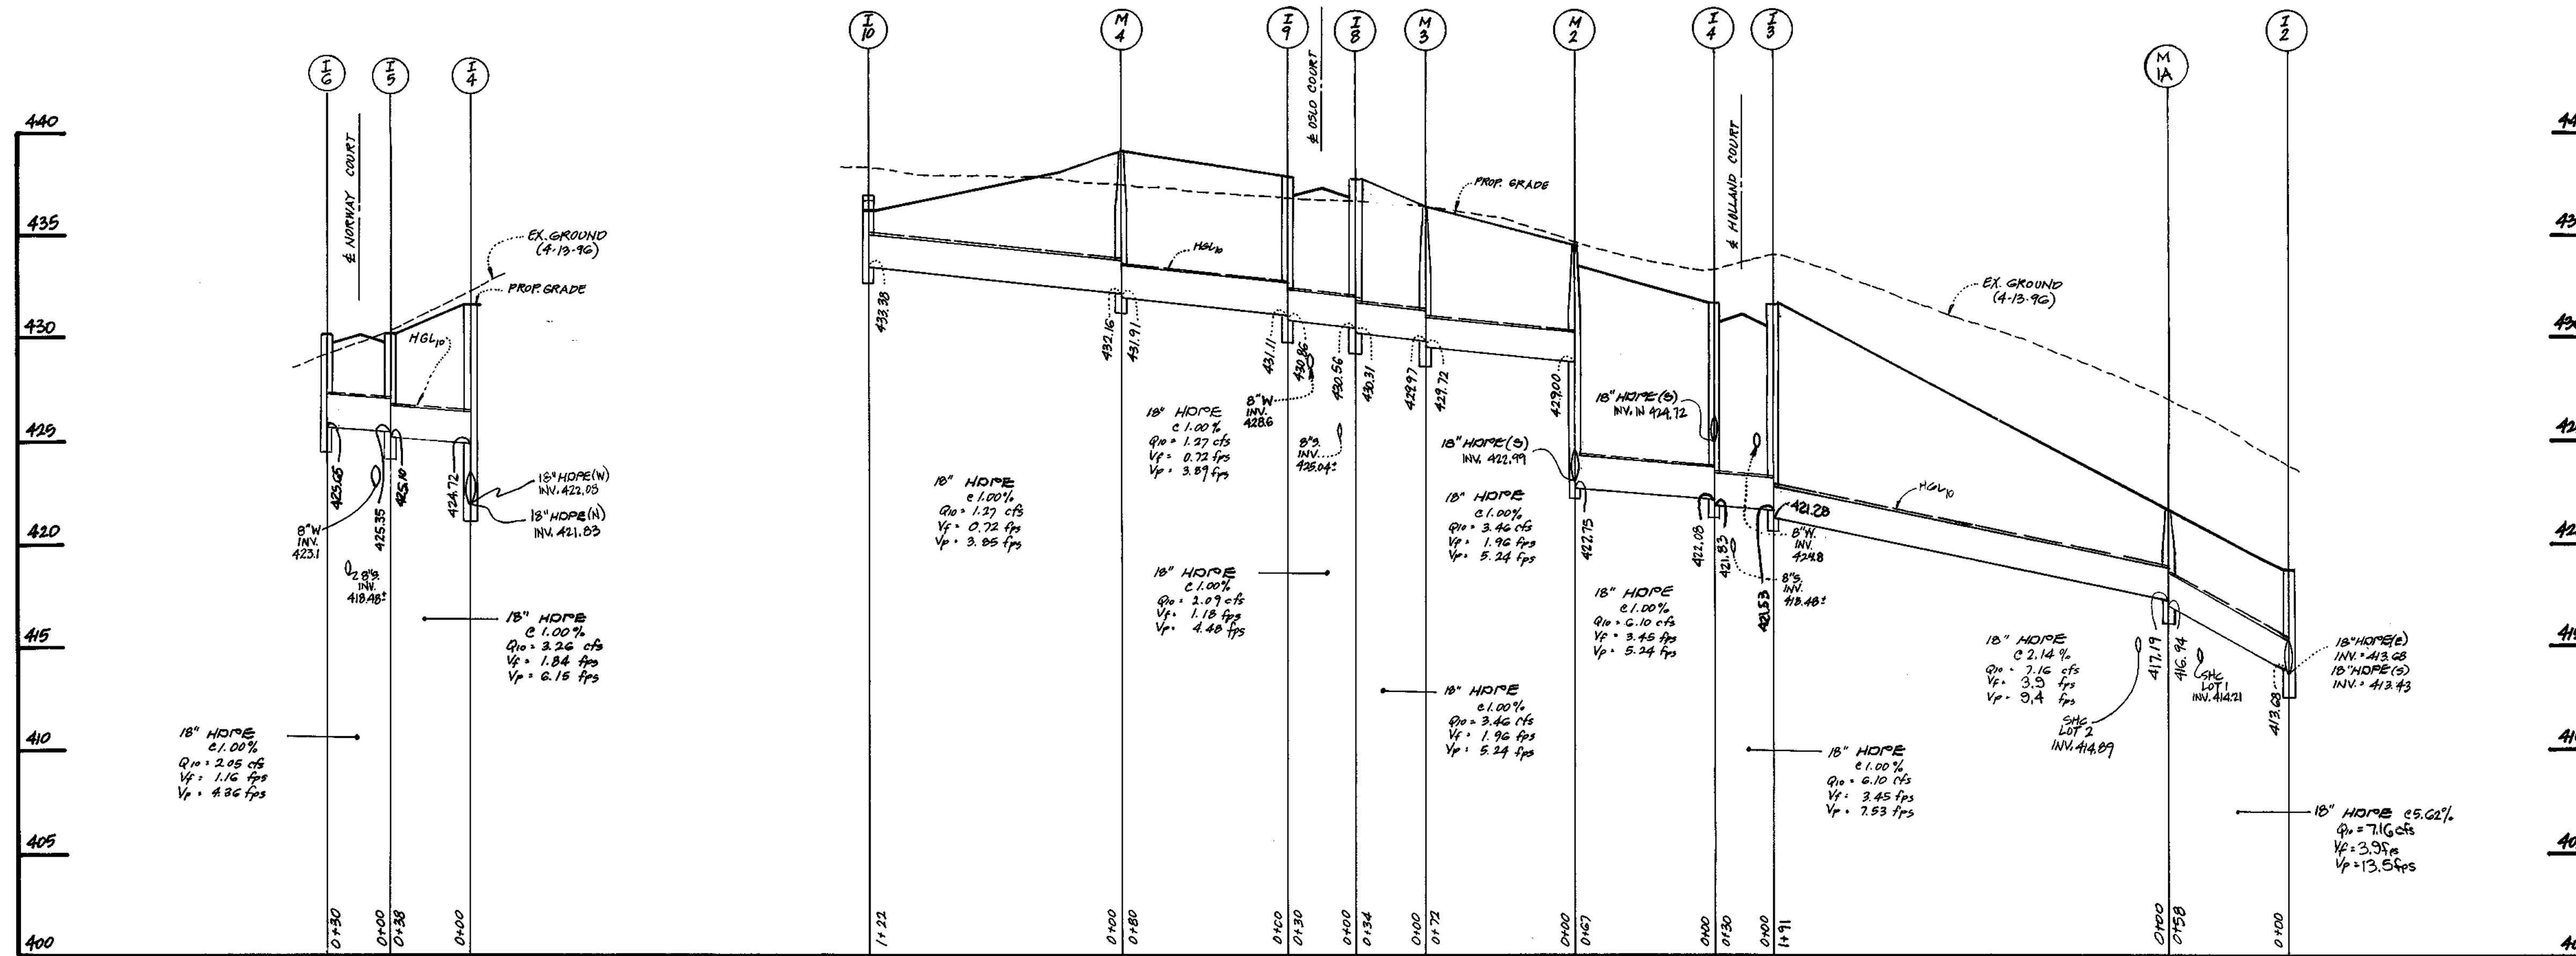 I 6
I 5
I 4
I 10
M 4
I 9
I 8
M 3
M 2
I 4
I 3
M 1A
I 2
440
435
430
425
420
415
410
405
400
℄ NORWAY COURT
℄ OSLO COURT
℄ HOLLAND COURT
EX. GROUND
(4-13-96)
PROP. GRADE
HGL10
425.65
425.35
425.10
424.72
8"W
INV.
423.1
8"S.
INV.
418.48±
18" HDPE(W)
INV. 422.08
18" HDPE(N)
INV. 421.83
18" HDPE
@ 1.00%
Q10 = 3.26 cfs
Vf = 1.84 fps
Vp = 6.15 fps
18" HDPE
@ 1.00%
Q10 = 2.05 cfs
Vf = 1.16 fps
Vp = 4.36 fps
0+30
0+00
0+38
0+00
PROP. GRADE
HGL10
EX. GROUND
(4-13-96)
HGL10
433.38
432.16
431.91
431.11
430.86
430.56
430.31
429.97
429.72
429.00
422.75
422.08
421.83
421.53
421.28
417.19
416.94
413.68
18" HDPE
@ 1.00%
Q10 = 1.27 cfs
Vf = 0.72 fps
Vp = 3.85 fps
18" HDPE
@ 1.00%
Q10 = 1.27 cfs
Vf = 0.72 fps
Vp = 3.89 fps
8"W
INV.
428.6
8"S.
INV.
425.04±
18" HDPE
@ 1.00%
Q10 = 2.09 cfs
Vf = 1.18 fps
Vp = 4.48 fps
18" HDPE(S)
INV. 422.99
18" HDPE
@ 1.00%
Q10 = 3.46 cfs
Vf = 1.96 fps
Vp = 5.24 fps
18" HDPE
@ 1.00%
Q10 = 3.46 cfs
Vf = 1.96 fps
Vp = 5.24 fps
18" HDPE(S)
INV. IN 424.72
18" HDPE
@ 1.00%
Q10 = 6.10 cfs
Vf = 3.45 fps
Vp = 5.24 fps
8"W.
INV.
424.8
8"S.
INV.
418.48±
18" HDPE
@ 1.00%
Q10 = 6.10 cfs
Vf = 3.45 fps
Vp = 7.53 fps
18" HDPE
@ 2.14%
Q10 = 7.16 cfs
Vf = 3.9 fps
Vp = 9.4 fps
SHC
LOT 2
INV. 414.89
SHC
LOT 1
INV. 414.21
18" HDPE(E)
INV. = 413.68
18" HDPE(S)
INV. = 413.43
18" HDPE @5.62%
Q10 = 7.16 cfs
Vf = 3.9 fps
Vp = 13.5 fps
1+22
0+00
0+80
0+00
0+30
0+00
0+34
0+00
0+72
0+00
0+67
0+00
0+30
0+00
1+91
0+00
0+58
0+00